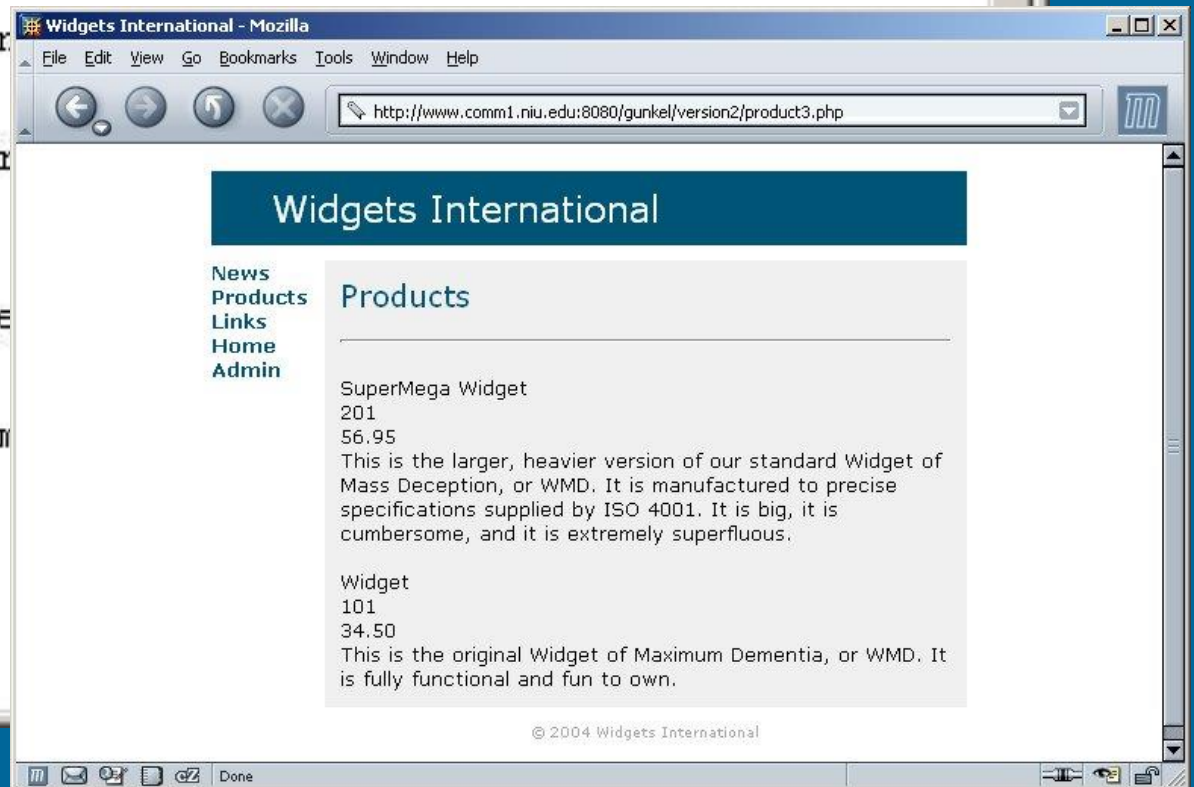 Widgets International - Mozilla
File Edit View Go Bookmarks Tools Window Help
http://www.comm1.niu.edu:8080/gunkel/version2/product3.php
Widgets International
News
Products
Links
Home
Admin
Products
SuperMega Widget
201
56.95
This is the larger, heavier version of our standard Widget of
Mass Deception, or WMD. It is manufactured to precise
specifications supplied by ISO 4001. It is big, it is
cumbersome, and it is extremely superfluous.
Widget
101
34.50
This is the original Widget of Maximum Dementia, or WMD. It
is fully functional and fun to own.
© 2004 Widgets International
Done